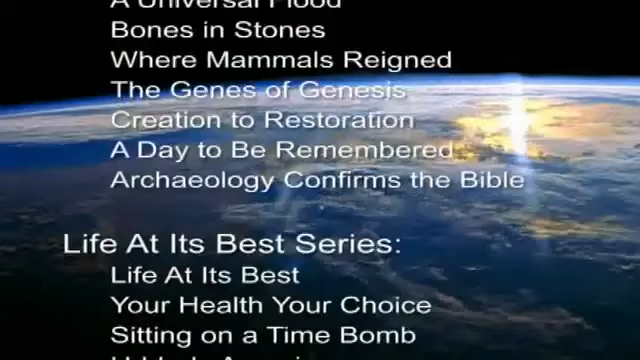 A Universal Flood
Bones in Stones
Where Mammals Reigned
The Genes of Genesis
Creation to Restoration
A Day to Be Remembered
Archaeology Confirms the Bible
Life At Its Best Series:
Life At Its Best
Your Health Your Choice
Sitting on a Time Bomb